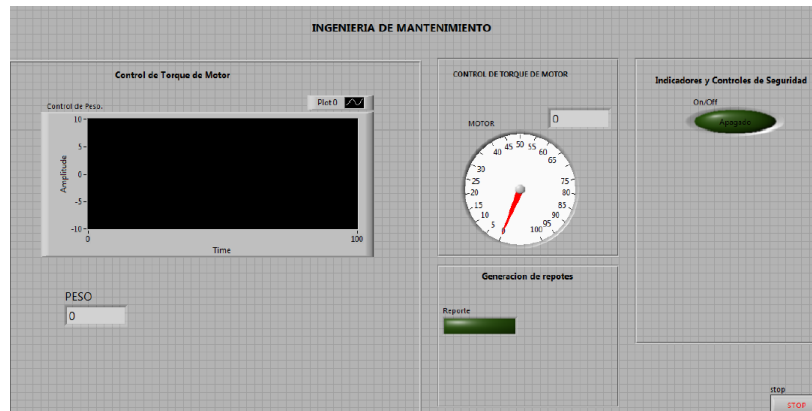 INGENIERIA DE MANTENIMIENTO
Control de Torque de Motor
Control de Peso.
Plot 0
10
5
0
-5
-10
Amplitude
0
100
Time
PESO
0
CONTROL DE TORQUE DE MOTOR
0
MOTOR
0
5
10
15
20
25
30
40
45
50
55
60
65
75
80
85
90
95
100
Generacion de repotes
Reporte
Indicadores y Controles de Seguridad
On/Off
Apagado
stop
STOP